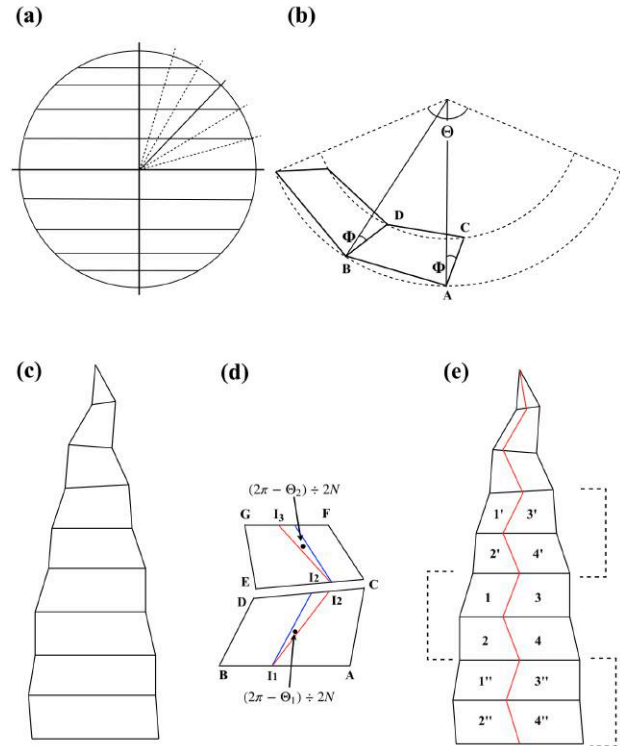 (a)
(b)
Θ
D
C
Φ
Φ
B
A
(c)
(d)
(e)
(2π − Θ₂) ÷ 2N
G
I₃
F
E
I₂
C
D
I₂
B
I₁
A
(2π − Θ₁) ÷ 2N
1' 3'
2' 4'
1 3
2 4
1" 3"
2" 4"